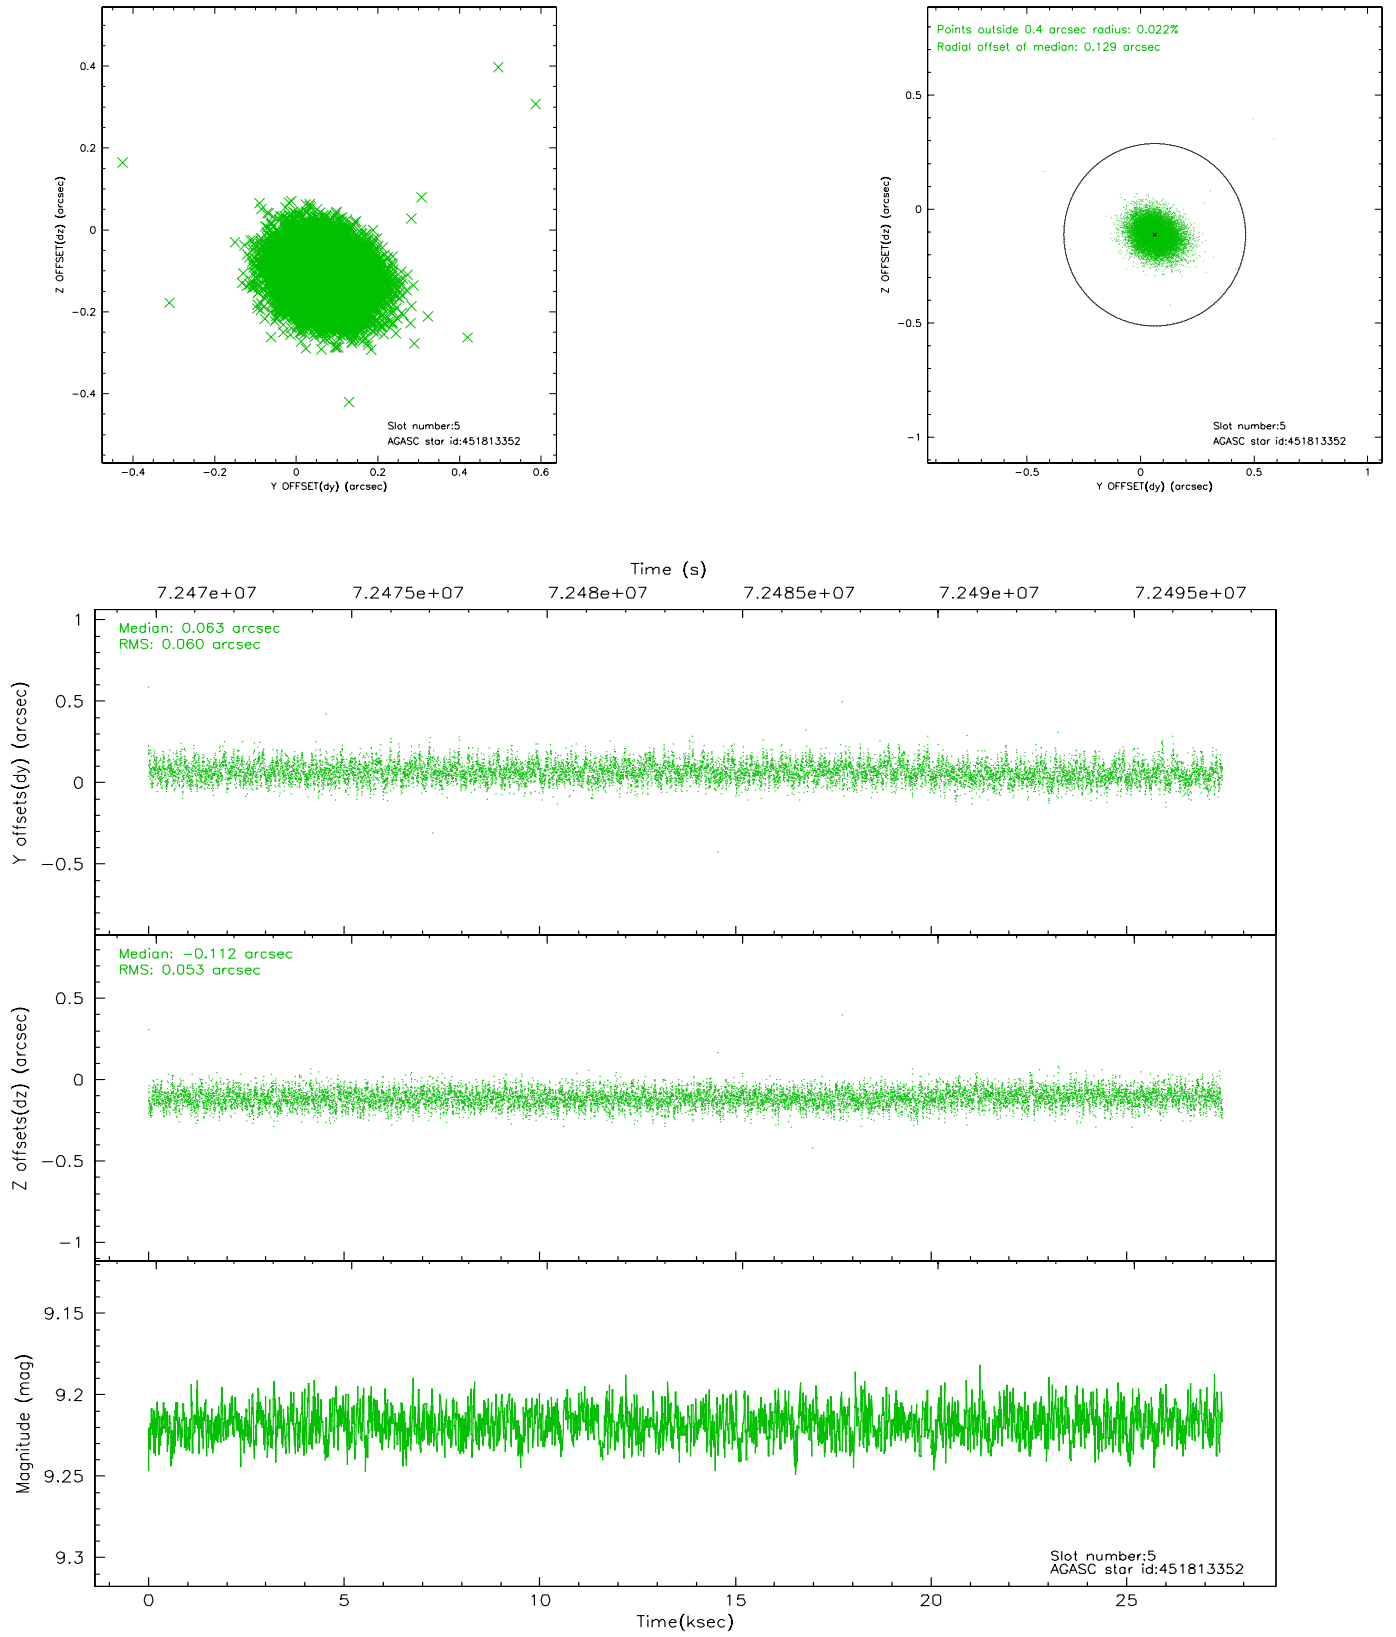 0.4
0.2
0
−0.2
−0.4
Z OFFSET(dz) (arcsec)
Slot number:5
AGASC star id:451813352
−0.4 −0.2 0 0.2 0.4 0.6
Y OFFSET(dy) (arcsec)
Points outside 0.4 arcsec radius: 0.022%
Radial offset of median: 0.129 arcsec
0.5
0
−0.5
−1
Z OFFSET(dz) (arcsec)
Slot number:5
AGASC star id:451813352
−0.5 0 0.5 1
Y OFFSET(dy) (arcsec)
Time (s)
7.247e+07 7.2475e+07 7.248e+07 7.2485e+07 7.249e+07 7.2495e+07
Median: 0.063 arcsec
RMS: 0.060 arcsec
1
0.5
0
−0.5
Y offsets(dy) (arcsec)
Median: −0.112 arcsec
RMS: 0.053 arcsec
0.5
0
−0.5
−1
Z offsets(dz) (arcsec)
9.15
9.2
9.25
9.3
Magnitude (mag)
Slot number:5
AGASC star id:451813352
0 5 10 15 20 25
Time(ksec)